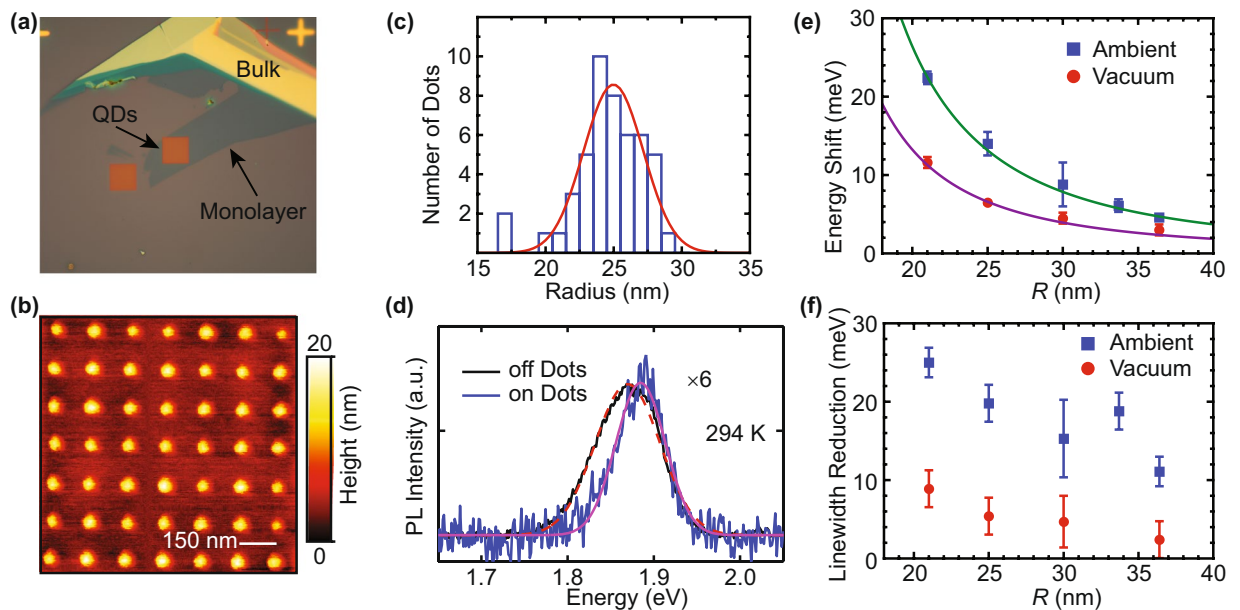 (a)
Bulk
QDs
Monolayer
(b)
150 nm
20
Height (nm)
0
(c)
10
8
6
4
2
Number of Dots
15 20 25 30 35
Radius (nm)
(d)
off Dots
on Dots
×6
294 K
PL Intensity (a.u.)
1.7 1.8 1.9 2.0
Energy (eV)
(e)
30
20
10
0
Energy Shift (meV)
Ambient
Vacuum
20 25 30 35 40
R (nm)
(f)
30
20
10
0
Linewidth Reduction (meV)
Ambient
Vacuum
20 25 30 35 40
R (nm)